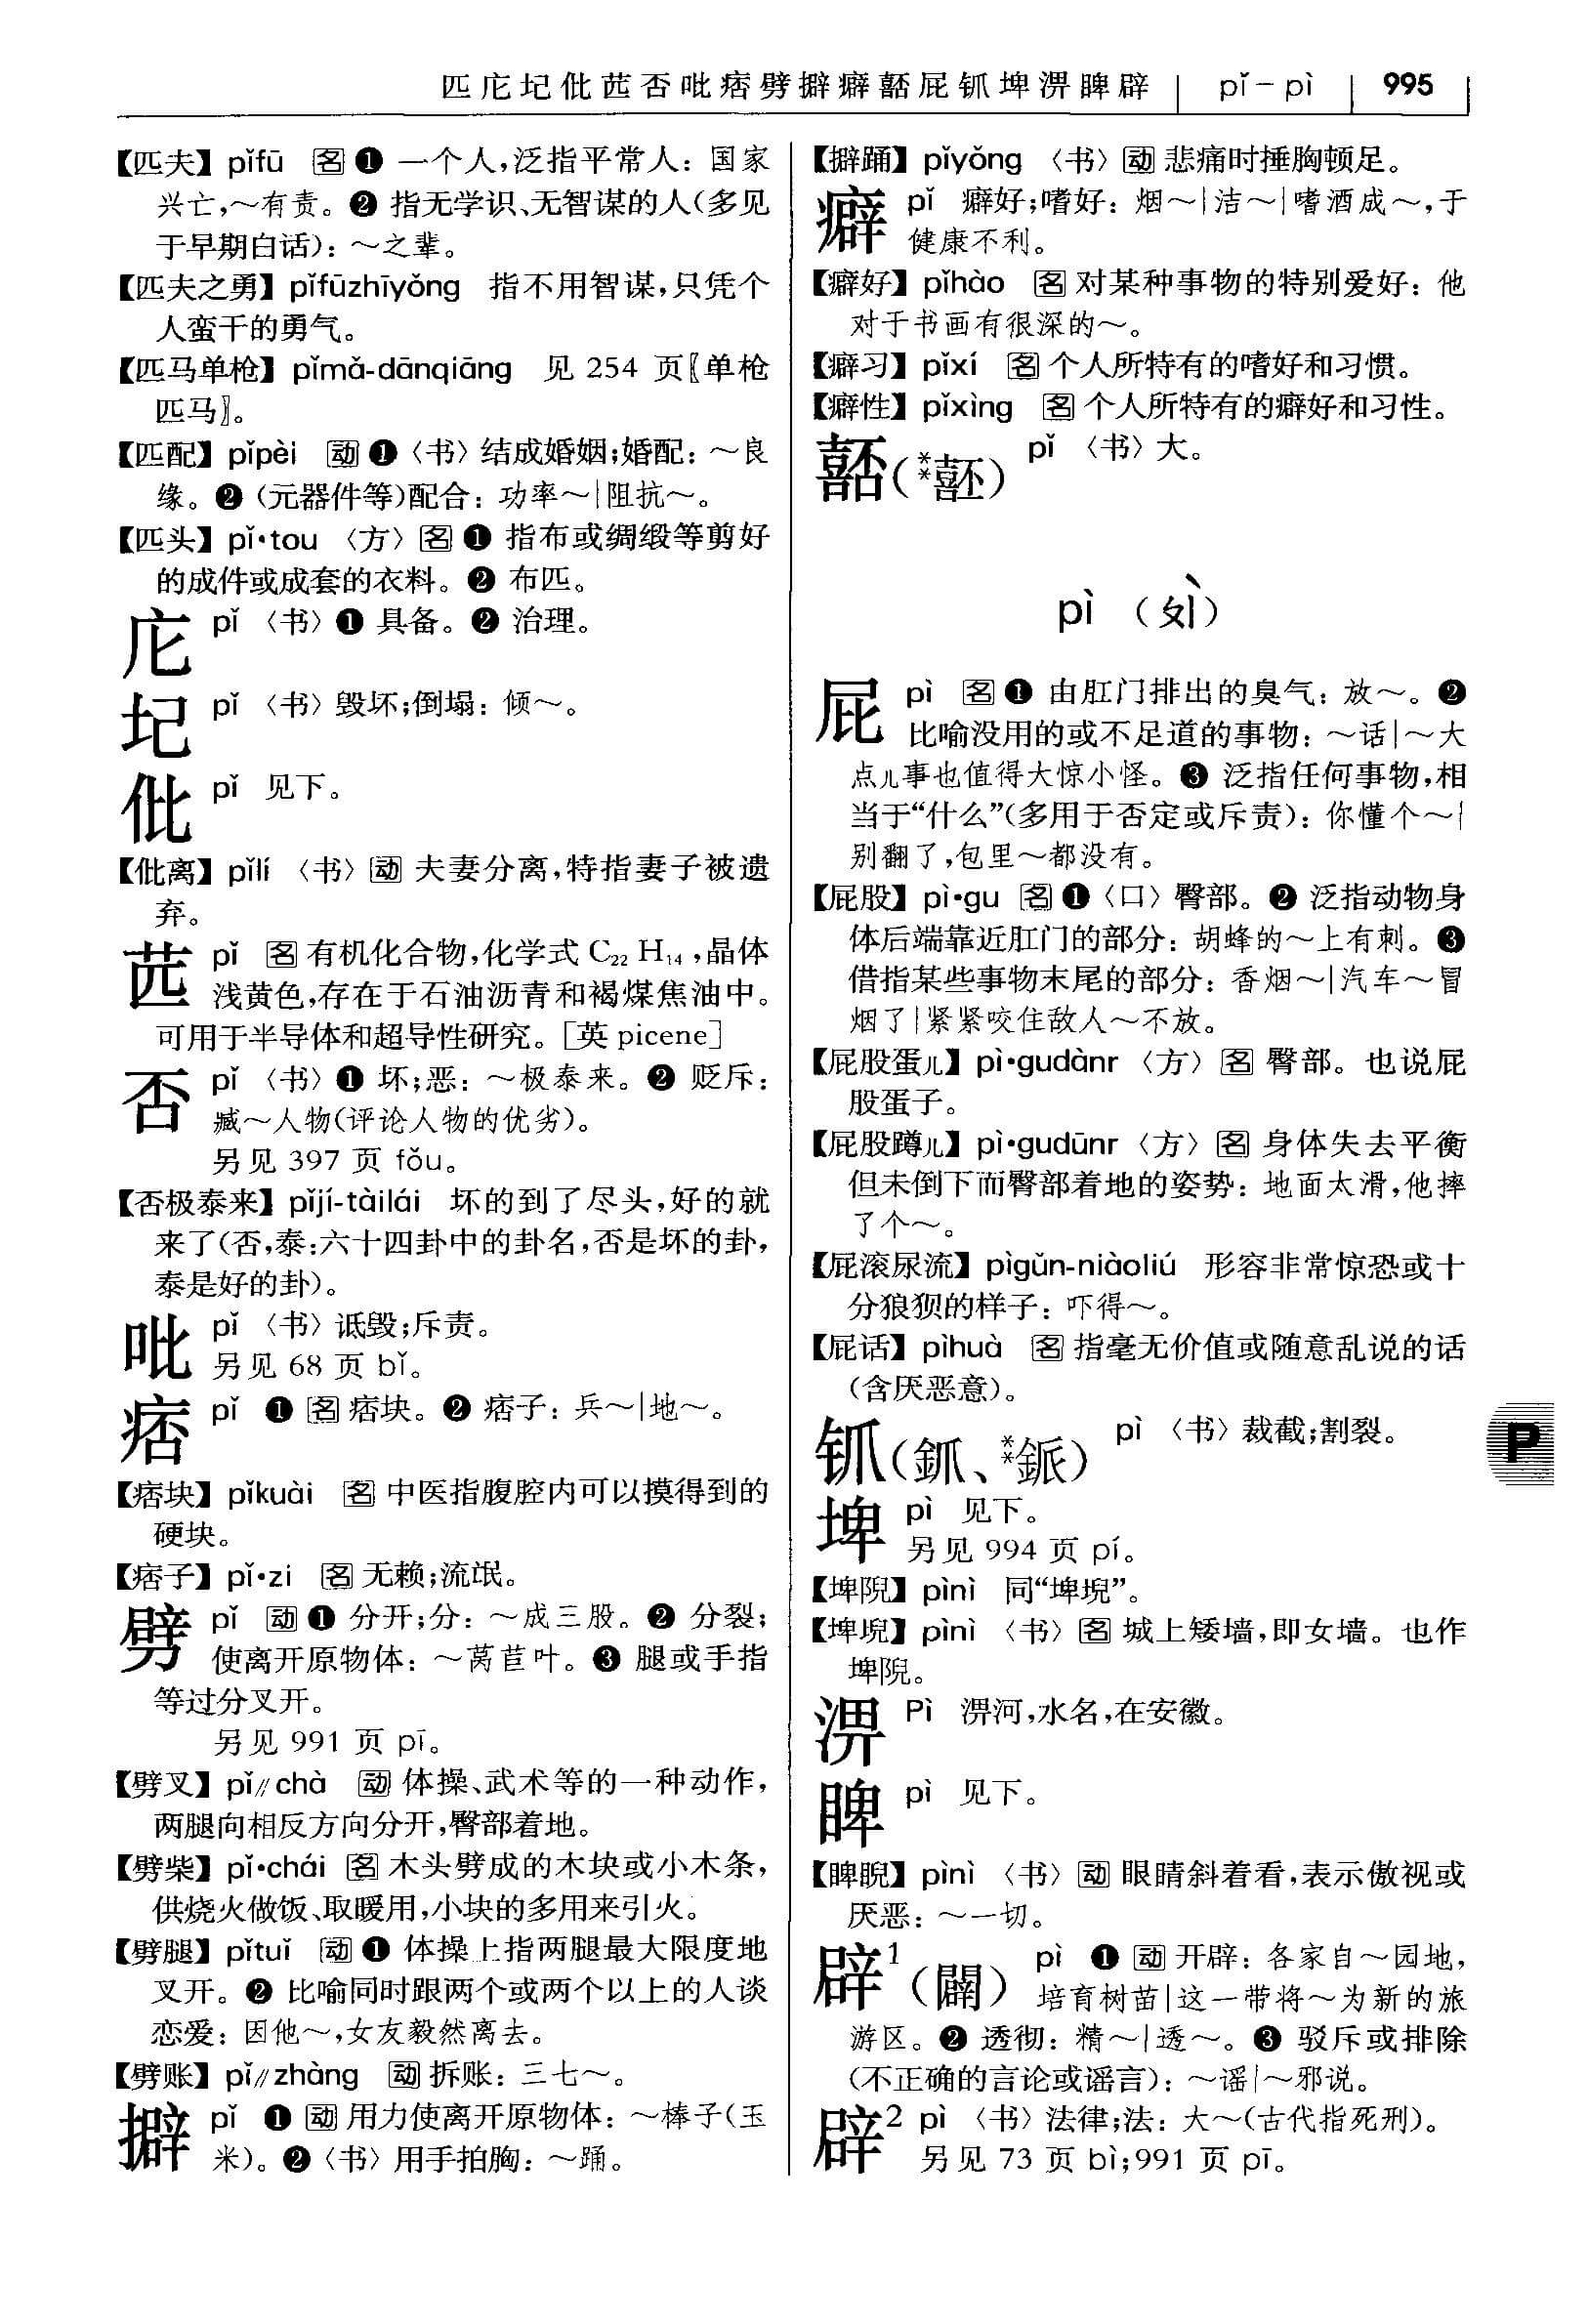 匹庀圮仳苉否吡痞劈擗癖嚭屁𬬫埤淠睥辟 pǐ－pì 995
【匹夫】pǐfū 名❶ 一个人，泛指平常人：国家
兴亡，～有责。❷ 指无学识、无智谋的人（多见
于早期白话）：～之辈。
【匹夫之勇】pǐfūzhīyǒng 指不用智谋，只凭个
人蛮干的勇气。
【匹马单枪】pǐmǎ-dānqiāng 见 254 页〖单枪
匹马〗。
【匹配】pǐpèi 动❶〈书〉结成婚姻；婚配：～良
缘。❷（元器件等）配合：功率～|阻抗～。
【匹头】pǐ•tou〈方〉名❶ 指布或绸缎等剪好
的成件或成套的衣料。❷ 布匹。
庀 pǐ〈书〉❶ 具备。❷ 治理。
圮 pǐ〈书〉毁坏；倒塌：倾～。
仳 pǐ 见下。
【仳离】pǐlí〈书〉动 夫妻分离，特指妻子被遗
弃。
苉 pǐ 名 有机化合物，化学式 C₂₂H₁₄，晶体
浅黄色，存在于石油沥青和褐煤焦油中。
可用于半导体和超导性研究。［英 picene］
否 pǐ〈书〉❶ 坏；恶：～极泰来。❷ 贬斥：
臧～人物（评论人物的优劣）。
另见 397 页 fǒu。
【否极泰来】pǐjí-tàilái 坏的到了尽头，好的就
来了（否，泰：六十四卦中的卦名，否是坏的卦，
泰是好的卦）。
吡 pǐ〈书〉诋毁；斥责。
另见 68 页 bǐ。
痞 pǐ ❶ 名 痞块。❷ 痞子：兵～|地～。
【痞块】pǐkuài 名 中医指腹腔内可以摸得到的
硬块。
【痞子】pǐ•zi 名 无赖；流氓。
劈 pǐ 动❶ 分开；分：～成三股。❷ 分裂；
使离开原物体：～莴苣叶。❸ 腿或手指
等过分叉开。
另见 991 页 pī。
【劈叉】pǐ∥chà 动 体操、武术等的一种动作，
两腿向相反方向分开，臀部着地。
【劈柴】pǐ•chái 名 木头劈成的木块或小木条，
供烧火做饭、取暖用，小块的多用来引火。
【劈腿】pǐtuǐ 动❶ 体操上指两腿最大限度地
叉开。❷ 比喻同时跟两个或两个以上的人谈
恋爱：因他～，女友毅然离去。
【劈账】pǐ∥zhàng 动 拆账：三七～。
擗 pǐ ❶ 动 用力使离开原物体：～棒子（玉
米）。❷〈书〉用手拍胸：～踊。
【擗踊】pǐyǒng〈书〉动 悲痛时捶胸顿足。
癖 pǐ 癖好；嗜好：烟～|洁～|嗜酒成～，于
健康不利。
【癖好】pǐhào 名 对某种事物的特别爱好：他
对于书画有很深的～。
【癖习】pǐxí 名 个人所特有的嗜好和习惯。
【癖性】pǐxìng 名 个人所特有的癖好和习性。
嚭（**噽） pǐ〈书〉大。
pì（ㄆㄧˋ）
屁 pì 名❶ 由肛门排出的臭气：放～。❷
比喻没用的或不足道的事物：～话|～大
点儿事也值得大惊小怪。❸ 泛指任何事物，相
当于“什么”（多用于否定或斥责）：你懂个～|
别翻了，包里～都没有。
【屁股】pì•gu 名❶〈口〉臀部。❷ 泛指动物身
体后端靠近肛门的部分：胡蜂的～上有刺。❸
借指某些事物末尾的部分：香烟～|汽车～冒
烟了|紧紧咬住敌人～不放。
【屁股蛋儿】pì•gudànr〈方〉名 臀部。也说屁
股蛋子。
【屁股蹲儿】pì•gudūnr〈方〉名 身体失去平衡
但未倒下而臀部着地的姿势：地面太滑，他摔
了个～。
【屁滚尿流】pìgǔn-niàoliú 形容非常惊恐或十
分狼狈的样子：吓得～。
【屁话】pìhuà 名 指毫无价值或随意乱说的话
（含厌恶意）。
𬬫（釽、**鈲） pì〈书〉裁截；割裂。
P
埤 pì 见下。
另见 994 页 pí。
【埤阢】pìnì 同“埤堄”。
【埤堄】pìnì〈书〉名 城上矮墙，即女墙。也作
埤阢。
淠 Pì 淠河，水名，在安徽。
睥 pì 见下。
【睥睨】pìnì〈书〉动 眼睛斜着看，表示傲视或
厌恶：～一切。
辟¹（闢） pì ❶ 动 开辟：各家自～园地，
培育树苗|这一带将～为新的旅
游区。❷ 透彻：精～|透～。❸ 驳斥或排除
（不正确的言论或谣言）：～谣|～邪说。
辟² pì〈书〉法律；法：大～（古代指死刑）。
另见 73 页 bì；991 页 pī。